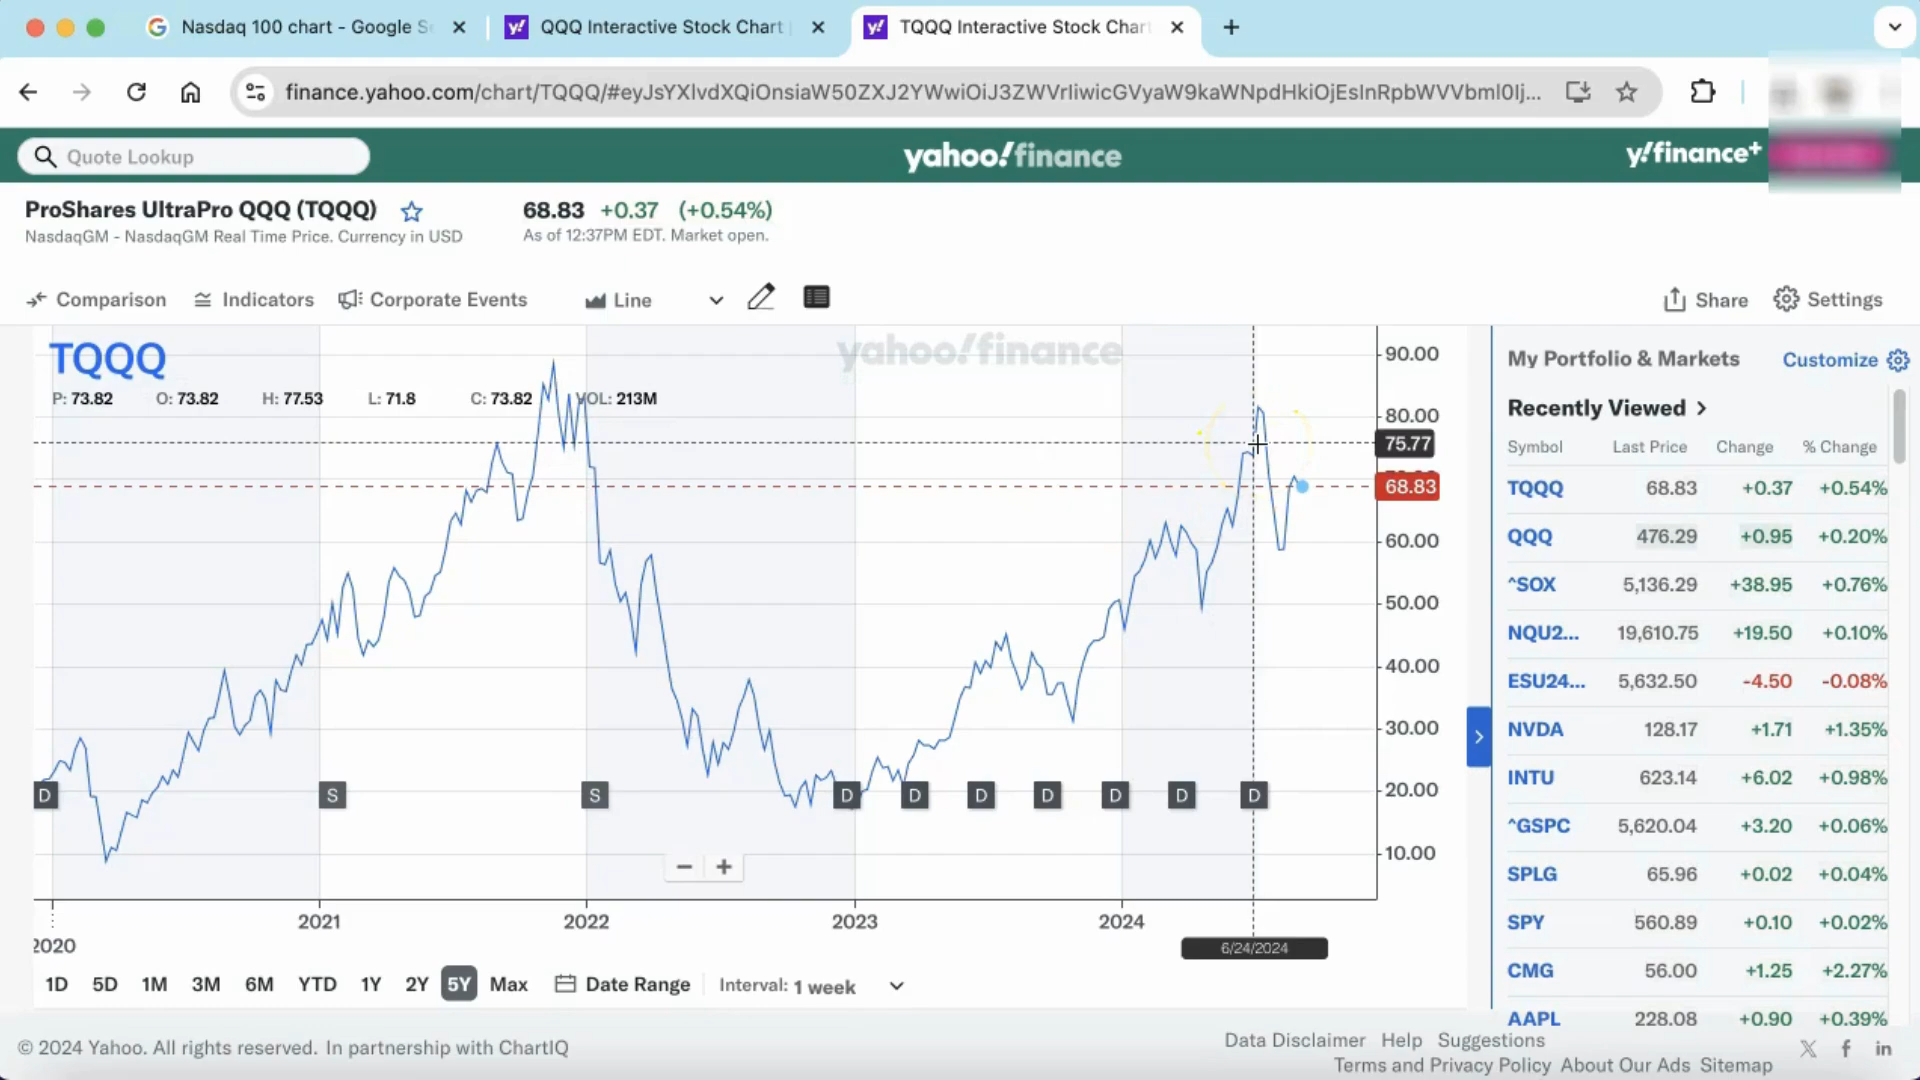 Nasdaq 100 chart - Google Se
QQQ Interactive Stock Chart
TQQQ Interactive Stock Chart
finance.yahoo.com/chart/TQQQ/#eyJsYXlvdXQiOnsiaW50ZXJ2YWwiOiJ3ZWVrIiwicGVyaW9kaWNpdHkiOjEsInRpbWVVbml0Ij...
Quote Lookup
yahoo!finance
y!finance+
ProShares UltraPro QQQ (TQQQ)
68.83 +0.37 (+0.54%)
NasdaqGM - NasdaqGM Real Time Price. Currency in USD
As of 12:37PM EDT. Market open.
Comparison
Indicators
Corporate Events
Line
Share
Settings
TQQQ
yahoo!finance
P: 73.82 O: 73.82 H: 77.53 L: 71.8 C: 73.82 VOL: 213M
90.00
80.00
75.77
68.83
60.00
50.00
40.00
30.00
20.00
10.00
D S S D D D D D D D
2020 2021 2022 2023 2024
6/24/2024
1D 5D 1M 3M 6M YTD 1Y 2Y 5Y Max Date Range Interval: 1 week
My Portfolio & Markets Customize
Recently Viewed
Symbol Last Price Change % Change
TQQQ 68.83 +0.37 +0.54%
QQQ 476.29 +0.95 +0.20%
^SOX 5,136.29 +38.95 +0.76%
NQU2... 19,610.75 +19.50 +0.10%
ESU24... 5,632.50 -4.50 -0.08%
NVDA 128.17 +1.71 +1.35%
INTU 623.14 +6.02 +0.98%
^GSPC 5,620.04 +3.20 +0.06%
SPLG 65.96 +0.02 +0.04%
SPY 560.89 +0.10 +0.02%
CMG 56.00 +1.25 +2.27%
AAPL 228.08 +0.90 +0.39%
© 2024 Yahoo. All rights reserved. In partnership with ChartIQ
Data Disclaimer Help Suggestions
Terms and Privacy Policy About Our Ads Sitemap